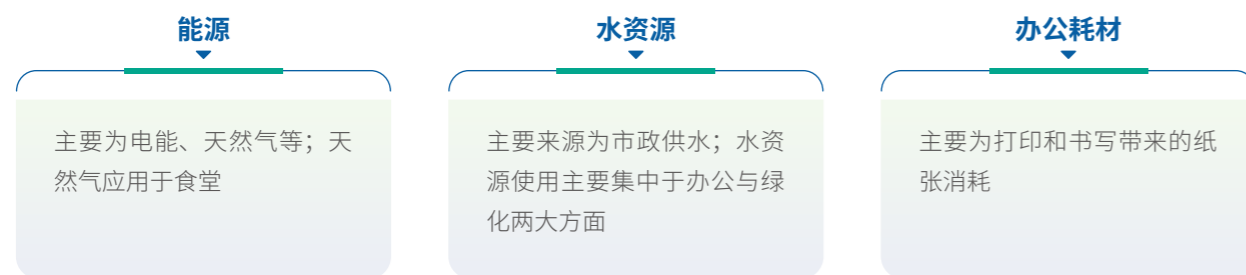 能源
主要为电能、天然气等；天
然气应用于食堂
水资源
主要来源为市政供水；水资
源使用主要集中于办公与绿
化两大方面
办公耗材
主要为打印和书写带来的纸
张消耗